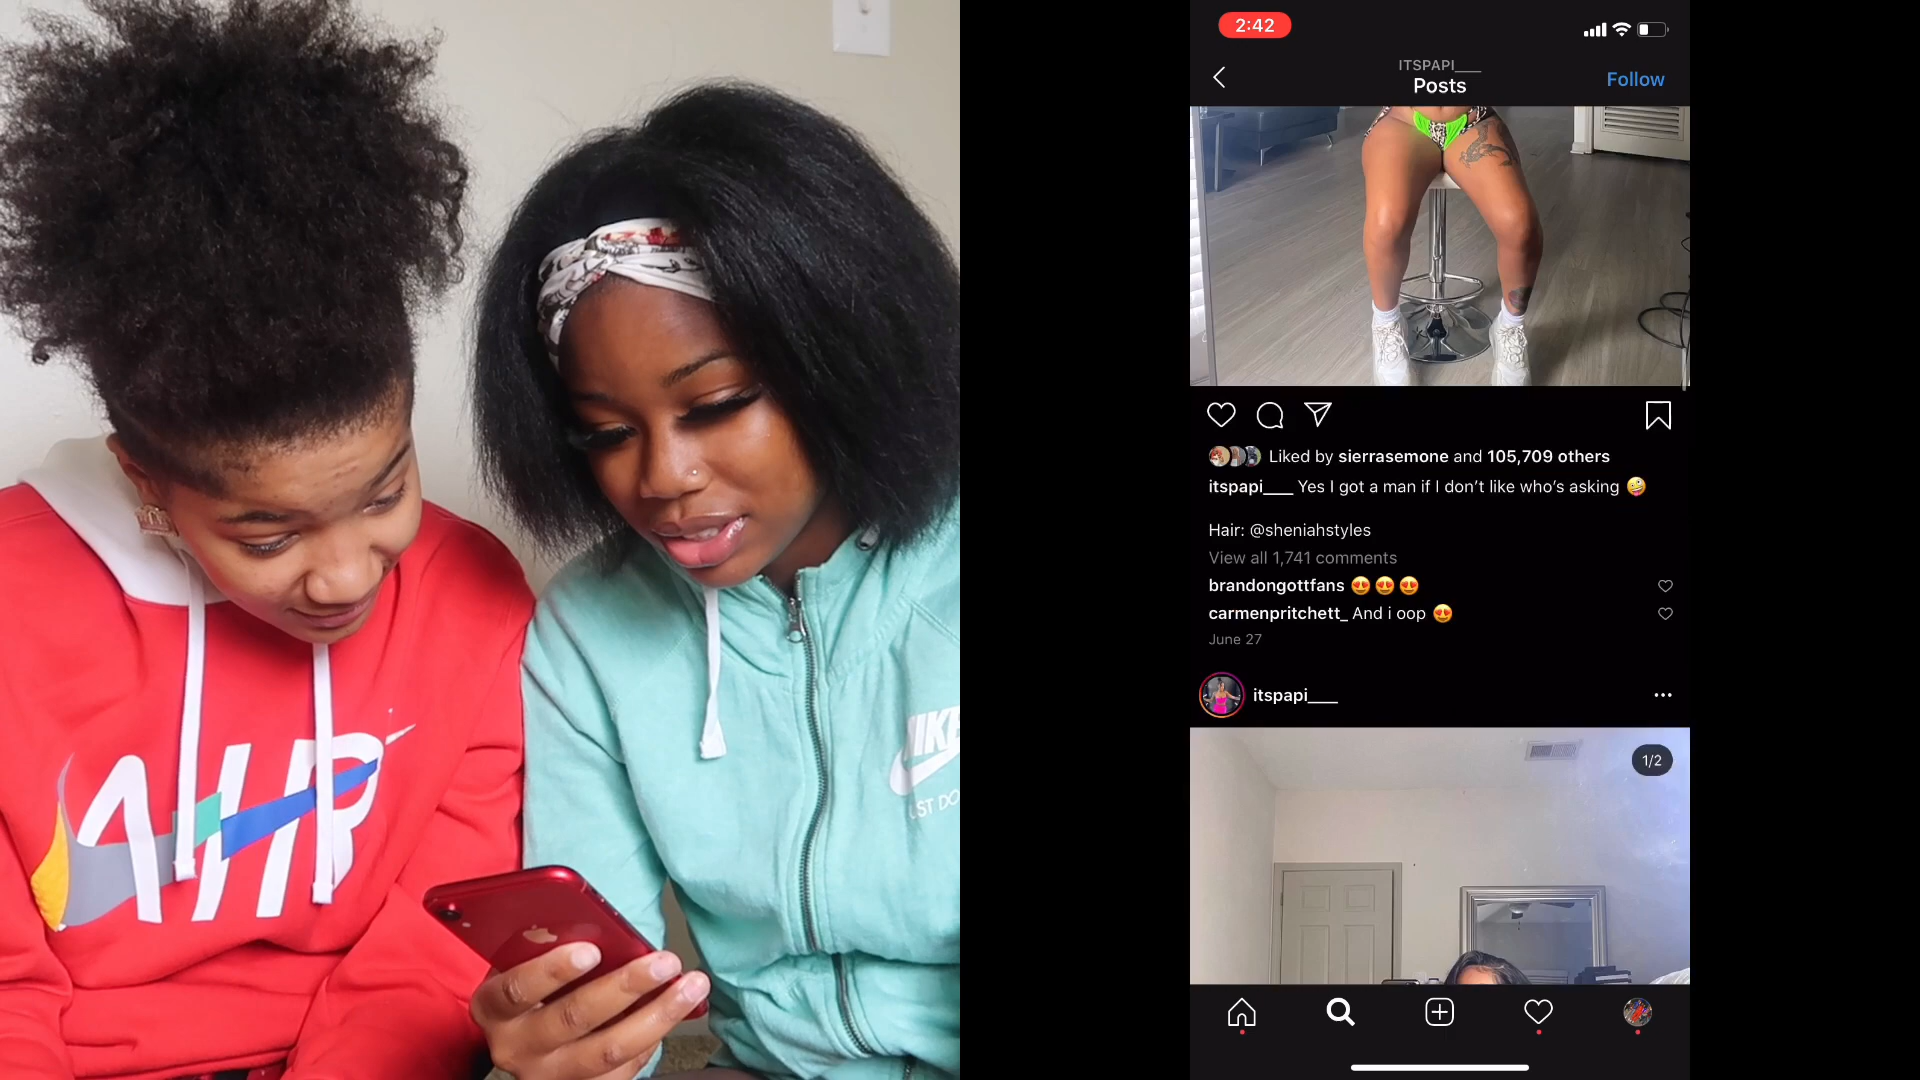 AIR
NIKE
JUST DO
2:42
ITSPAPI___
Posts
Follow
Liked by sierrasemone and 105,709 others
itspapi___ Yes I got a man if I don't like who's asking 🤪
Hair: @sheniahstyles
View all 1,741 comments
brandongottfans 😍😍😍
carmenpritchett_ And i oop 😍
June 27
itspapi___
1/2